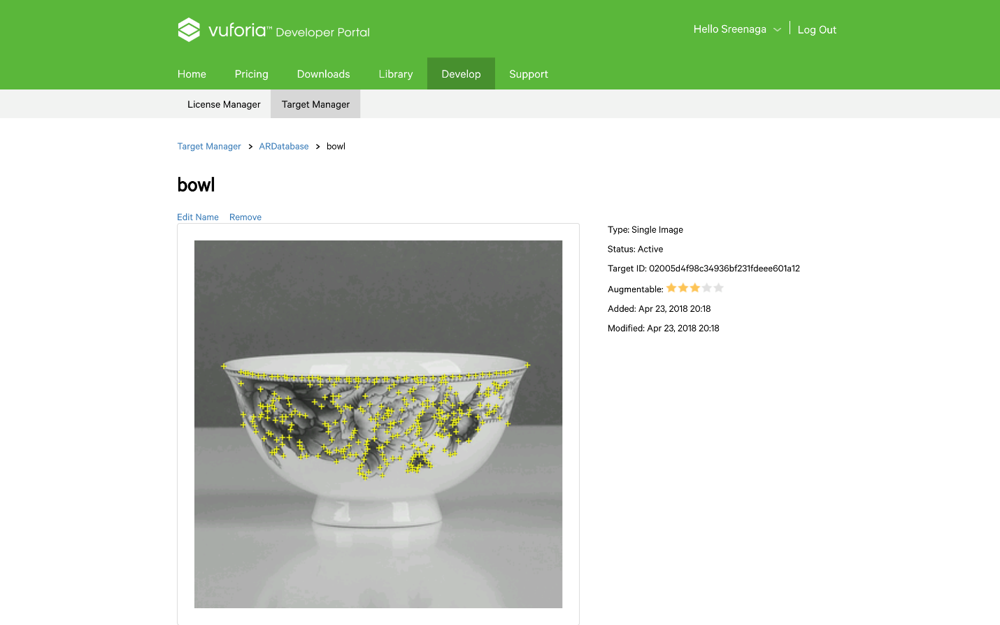 vuforia™ Developer Portal
Hello Sreenaga
Log Out
Home
Pricing
Downloads
Library
Develop
Support
License Manager
Target Manager
Target Manager > ARDatabase > bowl
bowl
Edit Name
Remove
Type: Single Image
Status: Active
Target ID: 02005d4f98c34936bf231fdeee601a12
Augmentable:
Added: Apr 23, 2018 20:18
Modified: Apr 23, 2018 20:18